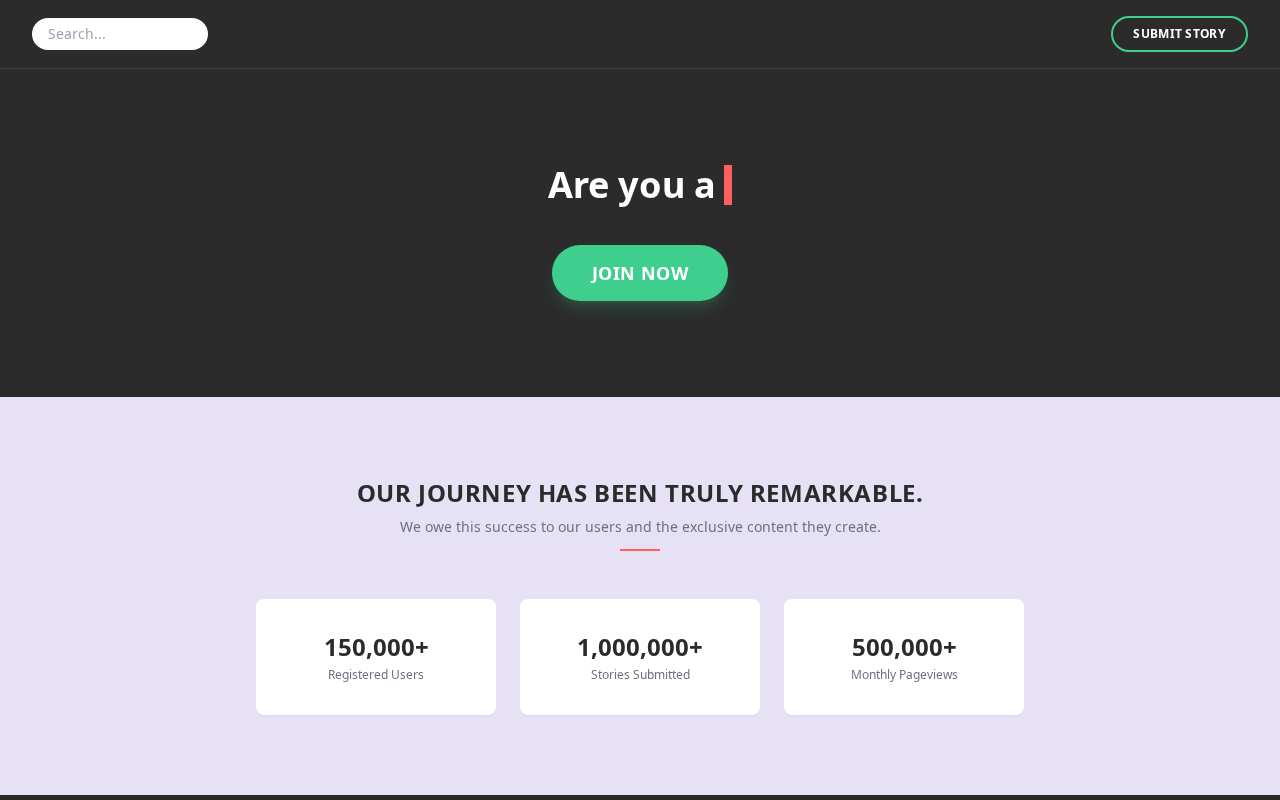 Search...
SUBMIT STORY
Are you a
JOIN NOW
OUR JOURNEY HAS BEEN TRULY REMARKABLE.
We owe this success to our users and the exclusive content they create.
150,000+
Registered Users
1,000,000+
Stories Submitted
500,000+
Monthly Pageviews